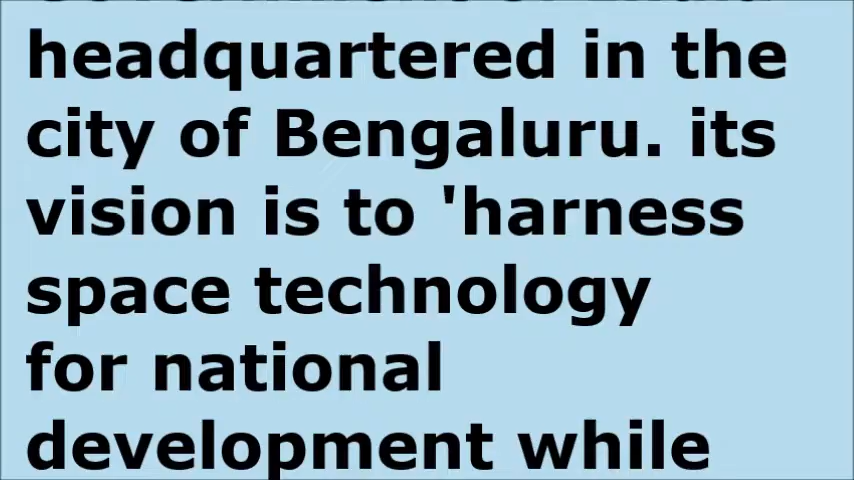 headquartered in the
city of Bengaluru. its
vision is to 'harness
space technology
for national
development while